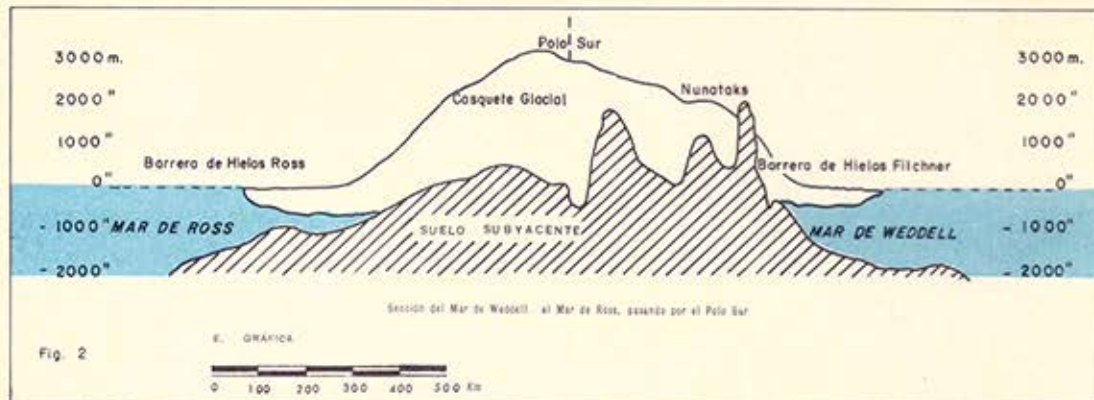 Polo Sur
3000 m.
3000 m.
Nunataks
2000"
Casquete Glacial
2000"
1000"
1000"
Barrera de Hielos Ross
Barrera de Hielos Filchner
0"
0"
- 1000" MAR DE ROSS
SUELO SUBYACENTE
MAR DE WEDDELL
- 1000"
- 2000"
- 2000"
Sección del Mar de Weddell al Mar de Ross, pasando por el Polo Sur
E. GRÁFICA
Fig. 2
0 100 200 300 400 500 Km